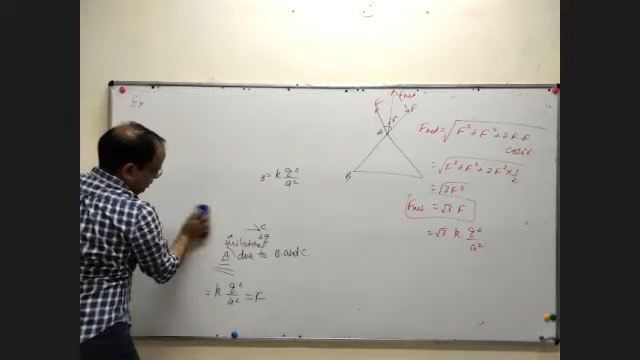 Ex
= k q²/a²
C
+q
A due to B and C.
= k q²/a² = F
Fnet
F
F
A
B
Fnet = √F² + F² + 2F·F
cos60
= √F² + F² + 2F² × 1/2
= √3F²
Fnet = √3 F
= √3 k q²/a²